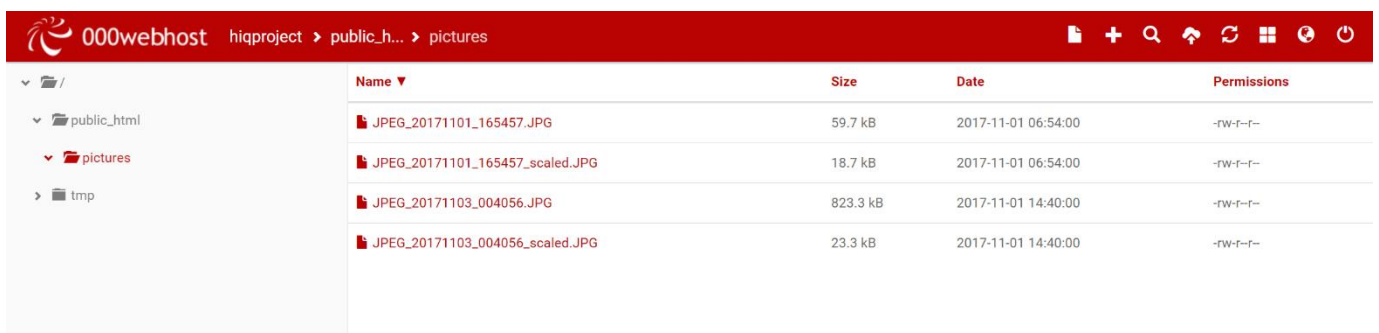 000webhost hiqproject > public_h... > pictures
/
public_html
pictures
tmp
Name ▼ Size Date Permissions
JPEG_20171101_165457.JPG 59.7 kB 2017-11-01 06:54:00 -rw-r--r--
JPEG_20171101_165457_scaled.JPG 18.7 kB 2017-11-01 06:54:00 -rw-r--r--
JPEG_20171103_004056.JPG 823.3 kB 2017-11-01 14:40:00 -rw-r--r--
JPEG_20171103_004056_scaled.JPG 23.3 kB 2017-11-01 14:40:00 -rw-r--r--